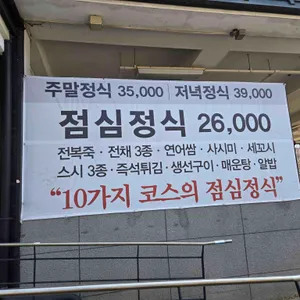 주말정식 35,000 | 저녁정식 39,000
점심정식 26,000
전복죽 · 전채 3종 · 연어쌈 · 사시미 · 세꼬시
스시 3종 · 즉석튀김 · 생선구이 · 매운탕 · 알밥
“10가지 코스의 점심정식”